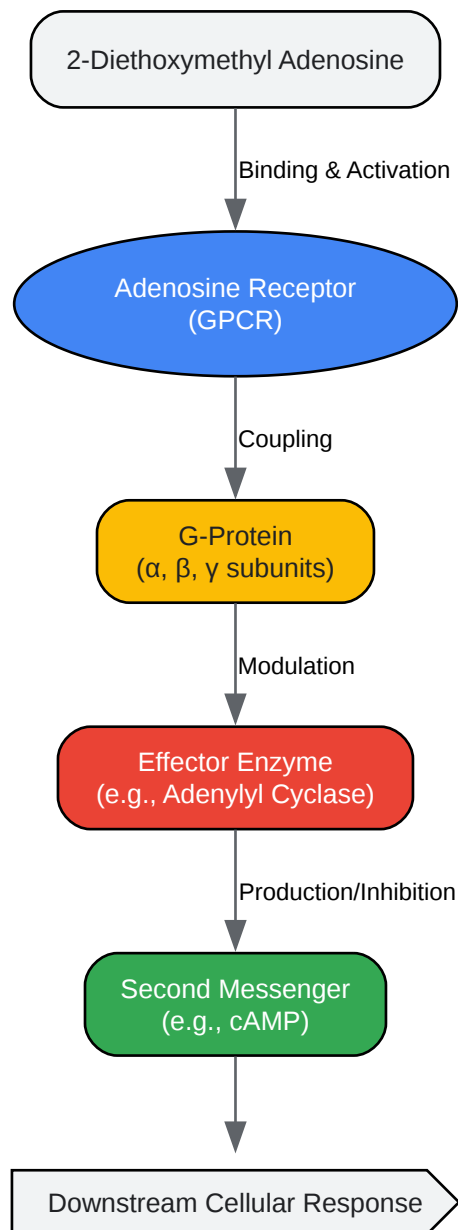 2-Diethoxymethyl Adenosine
Binding & Activation
Adenosine Receptor
(GPCR)
Coupling
G-Protein
(α, β, γ subunits)
Modulation
Effector Enzyme
(e.g., Adenylyl Cyclase)
Production/Inhibition
Second Messenger
(e.g., cAMP)
Downstream Cellular Response